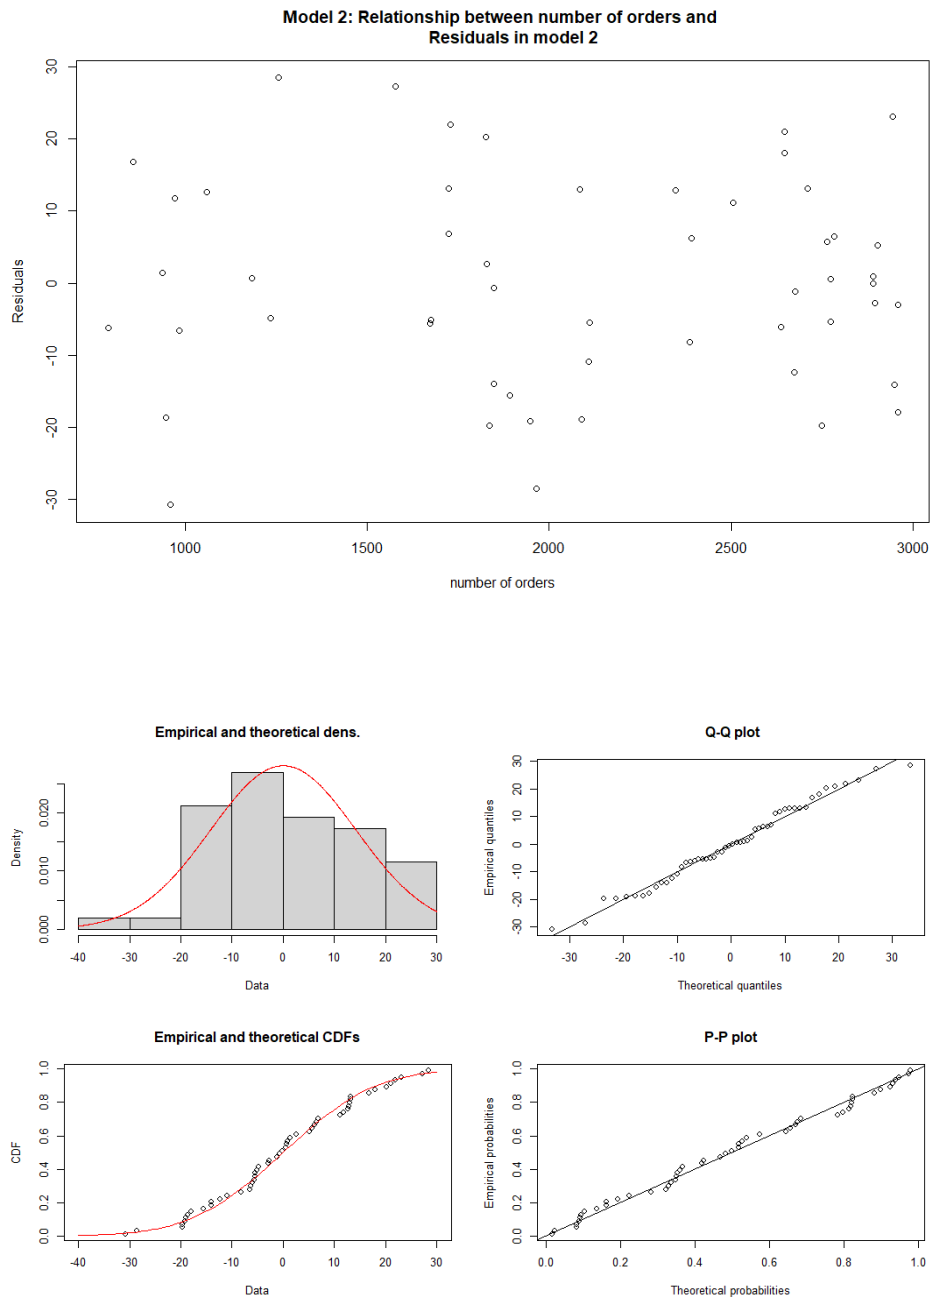 Model 2: Relationship between number of orders and
Residuals in model 2
30
20
10
0
-10
-20
-30
Residuals
1000 1500 2000 2500 3000
number of orders
Empirical and theoretical dens.
0.020
0.010
0.000
Density
-40 -30 -20 -10 0 10 20 30
Data
Q-Q plot
30
20
10
0
-10
-20
-30
Empirical quantiles
-30 -20 -10 0 10 20 30
Theoretical quantiles
Empirical and theoretical CDFs
1.0
0.8
0.6
0.4
0.2
0.0
CDF
-40 -30 -20 -10 0 10 20 30
Data
P-P plot
1.0
0.8
0.6
0.4
0.2
0.0
Empirical probabilities
0.0 0.2 0.4 0.6 0.8 1.0
Theoretical probabilities